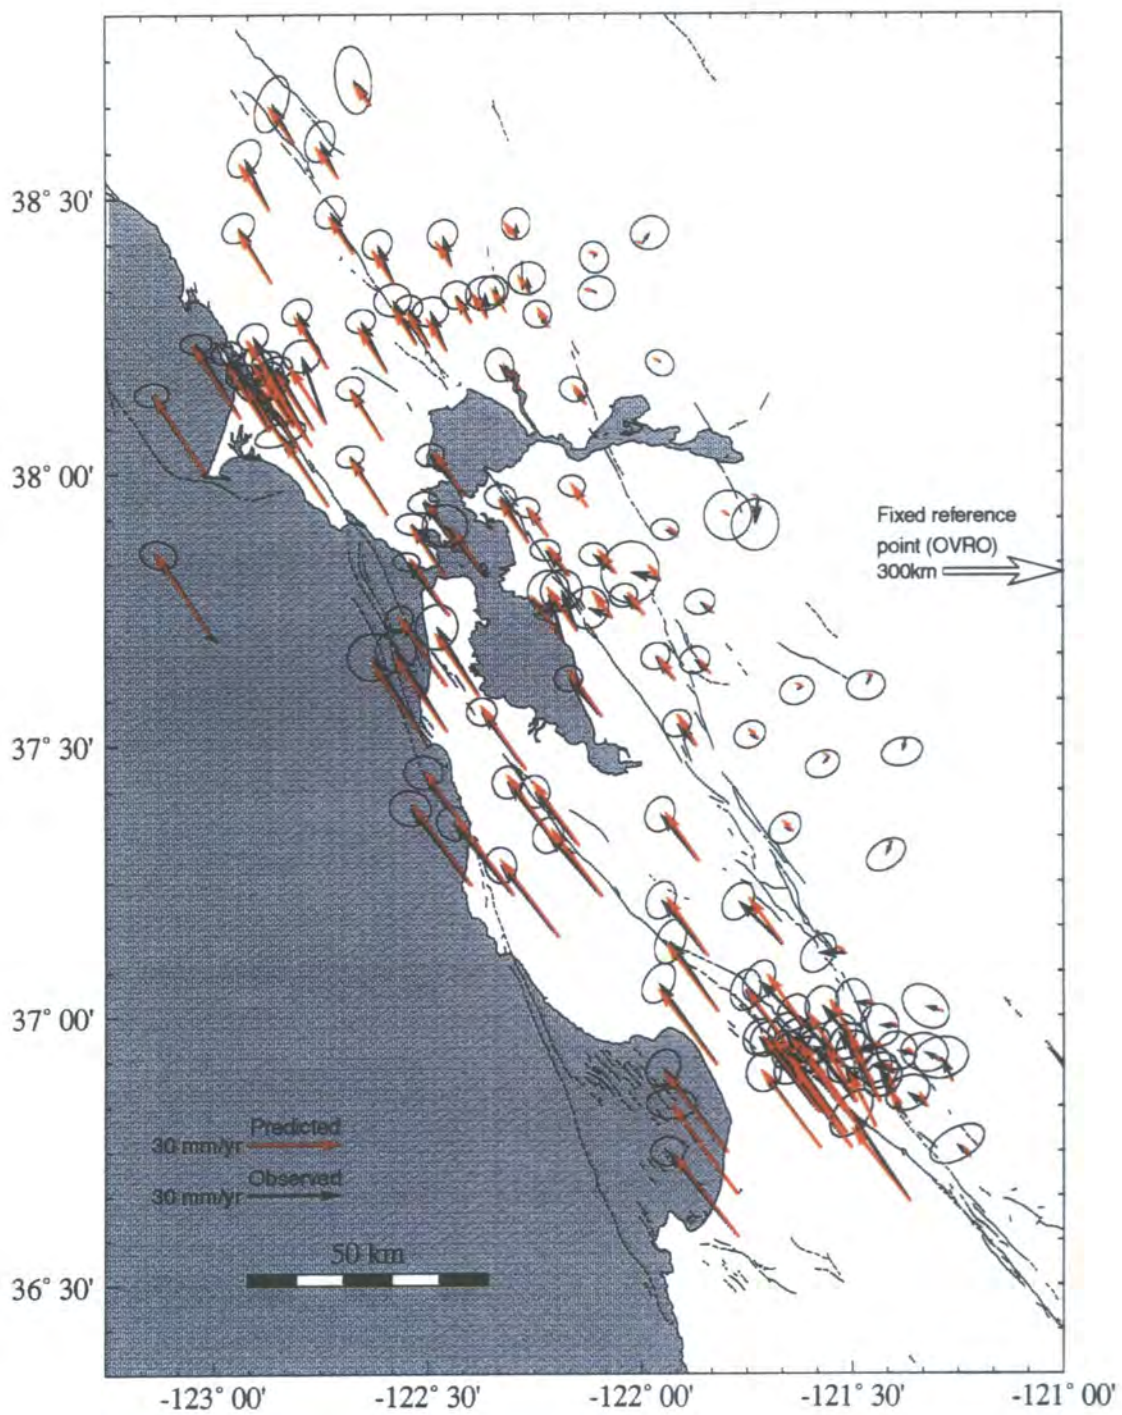 38° 30'
38° 00'
Fixed reference
point (OVRO)
300km
37° 30'
37° 00'
Predicted
30 mm/yr
Observed
30 mm/yr
50 km
36° 30'
-123° 00'
-122° 30'
-122° 00'
-121° 30'
-121° 00'